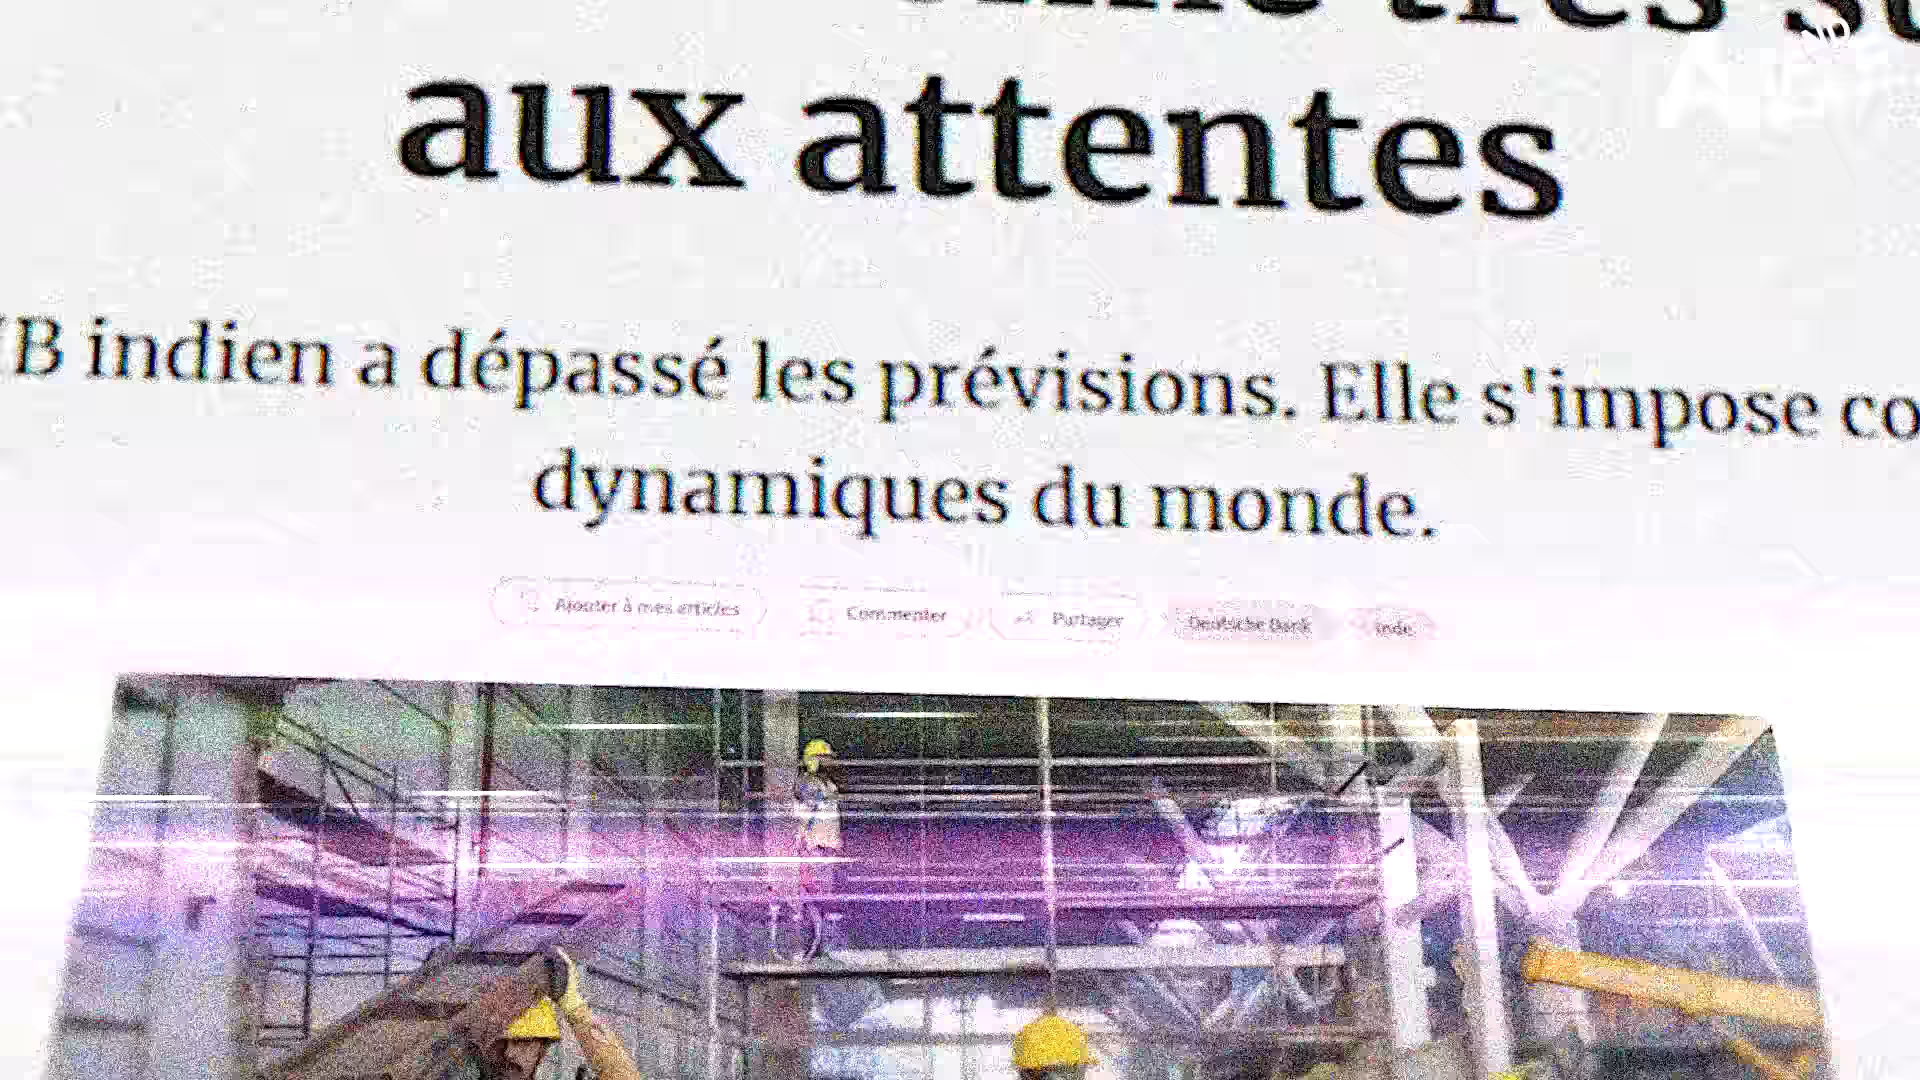 très
aux attentes
B indien a dépassé les prévisions. Elle s'impose co
dynamiques du monde.
Ajouter à mes articles
Commenter
Partager
Deutsche Bank
Inde